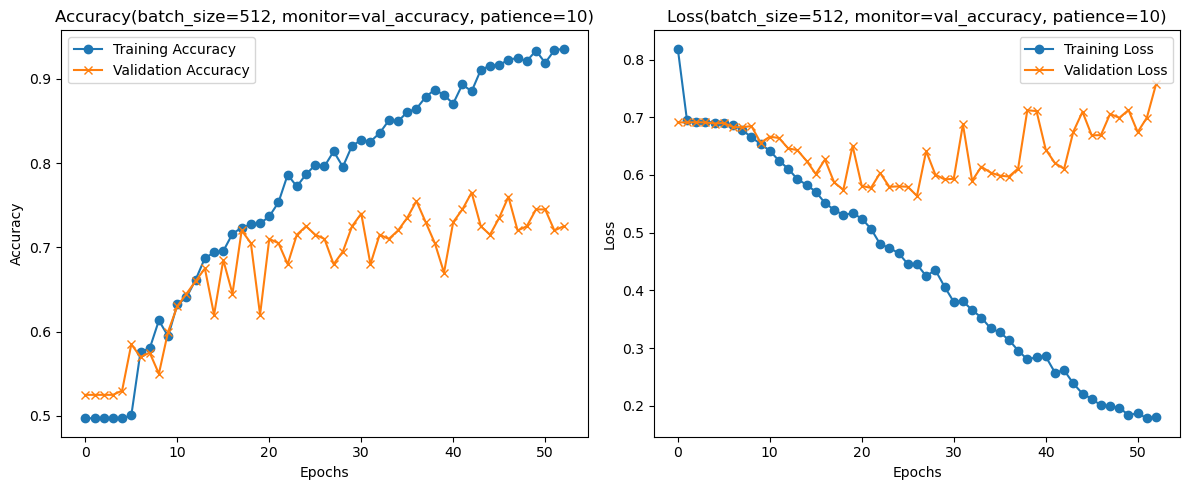 Accuracy(batch_size=512, monitor=val_accuracy, patience=10)
Training Accuracy
Validation Accuracy
0.9
0.8
0.7
0.6
0.5
Accuracy
0 10 20 30 40 50
Epochs
Loss(batch_size=512, monitor=val_accuracy, patience=10)
Training Loss
Validation Loss
0.8
0.7
0.6
0.5
0.4
0.3
0.2
Loss
0 10 20 30 40 50
Epochs